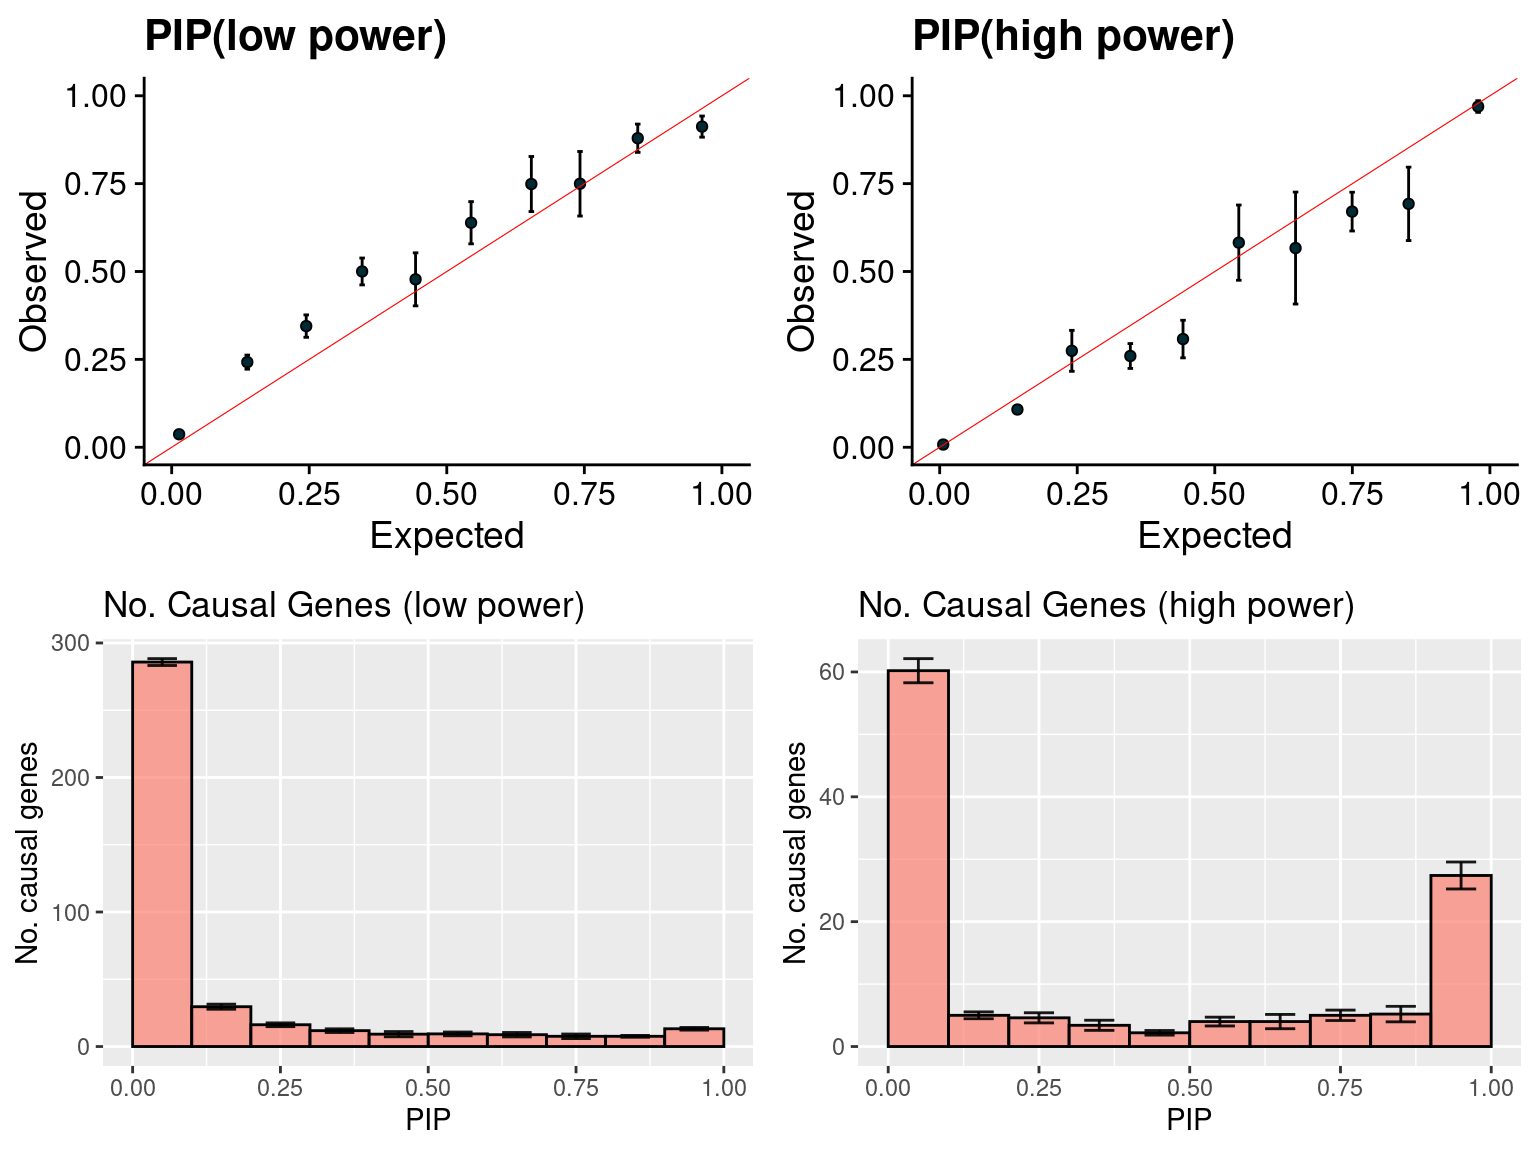 PIP(low power)
1.00
0.75
0.50
0.25
0.00
Observed
0.00 0.25 0.50 0.75 1.00
Expected
PIP(high power)
1.00
0.75
0.50
0.25
0.00
Observed
0.00 0.25 0.50 0.75 1.00
Expected
No. Causal Genes (low power)
300
200
100
0
No. causal genes
0.00 0.25 0.50 0.75 1.00
PIP
No. Causal Genes (high power)
60
40
20
0
No. causal genes
0.00 0.25 0.50 0.75 1.00
PIP